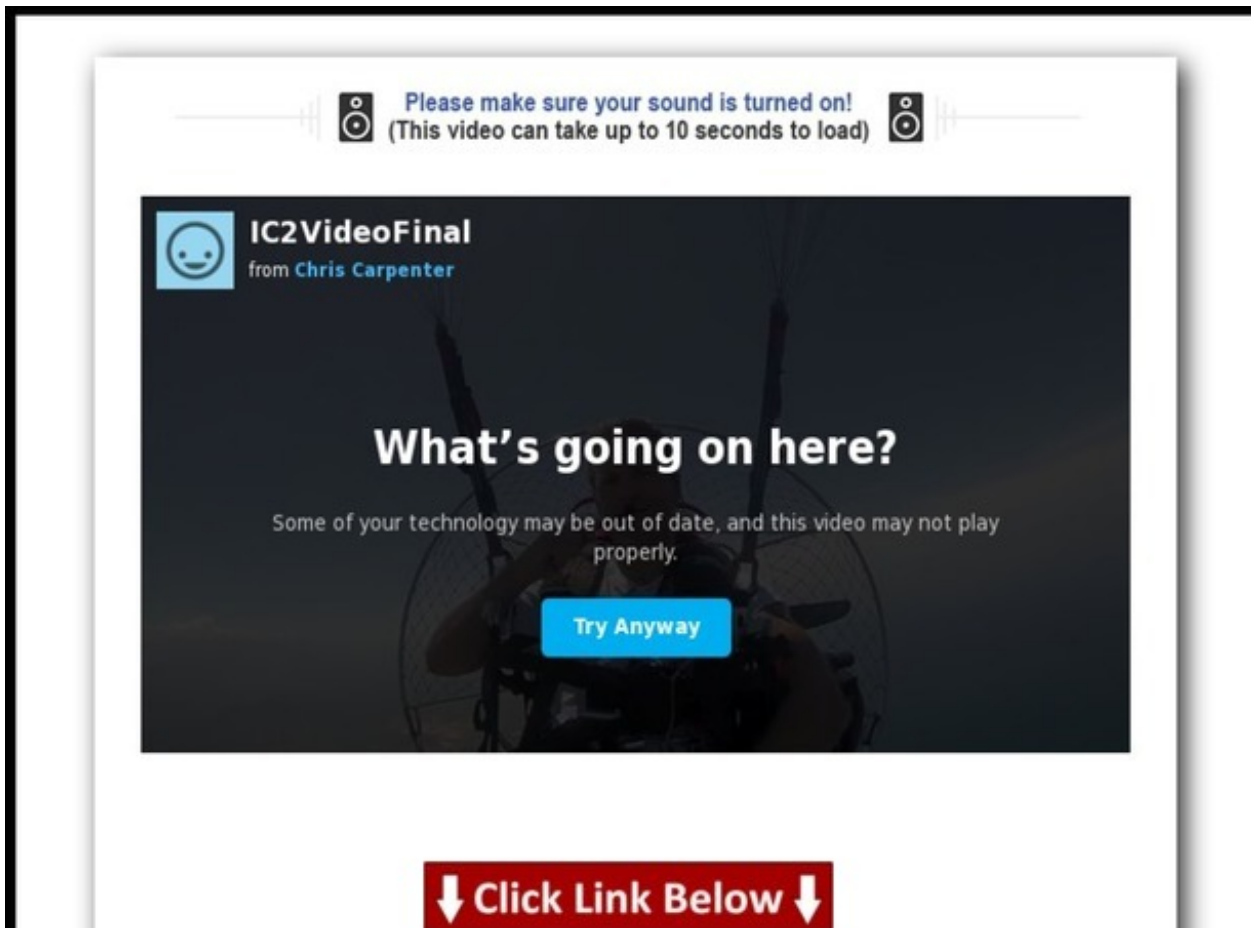 Please make sure your sound is turned on!
(This video can take up to 10 seconds to load)
IC2VideoFinal
from Chris Carpenter
What's going on here?
Some of your technology may be out of date, and this video may not play
properly.
Try Anyway
Click Link Below